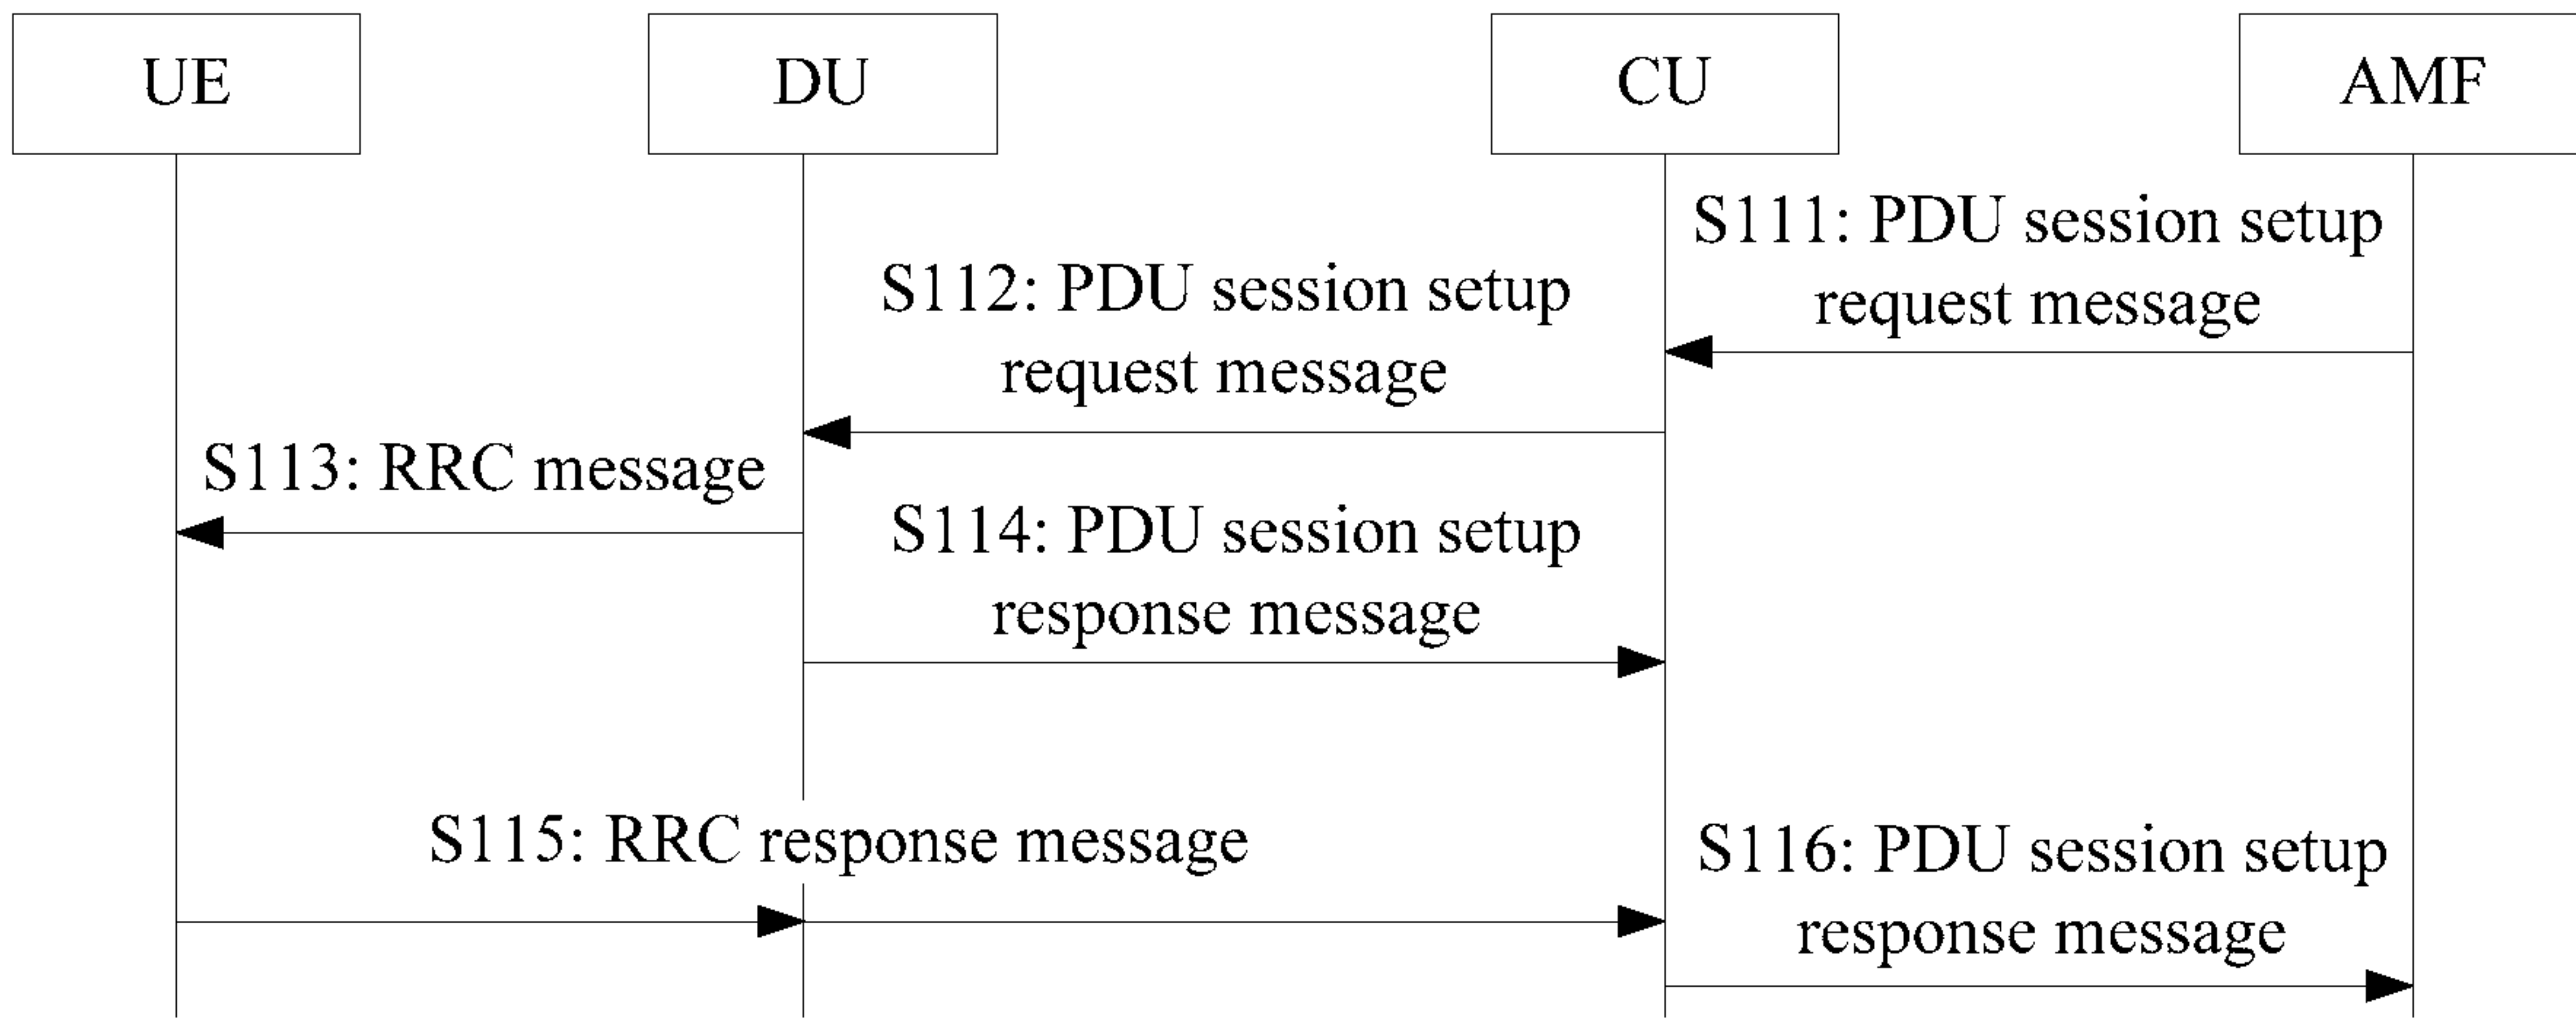 UE
DU
CU
AMF
S111: PDU session setup
request message
S112: PDU session setup
request message
S113: RRC message
S114: PDU session setup
response message
S115: RRC response message
S116: PDU session setup
response message